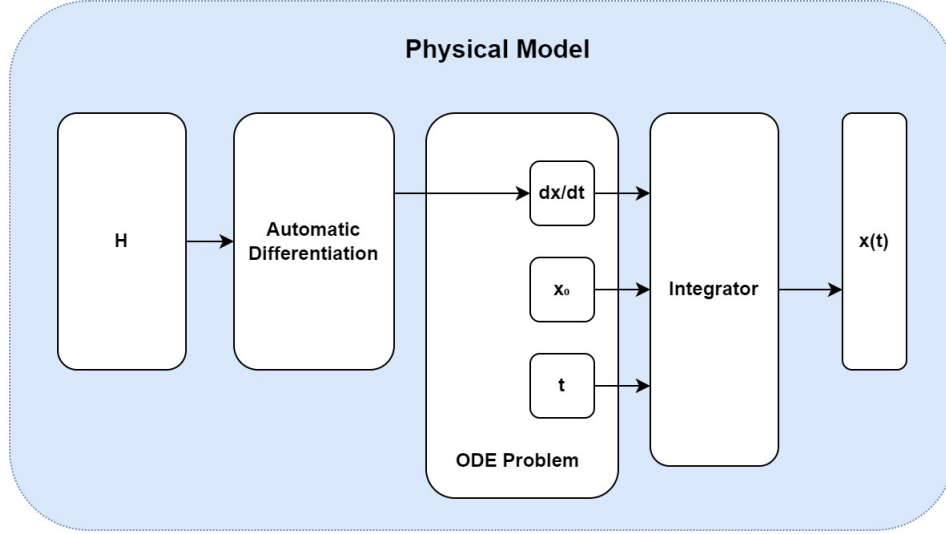 Physical Model
H
Automatic
Differentiation
dx/dt
x₀
t
ODE Problem
Integrator
x(t)